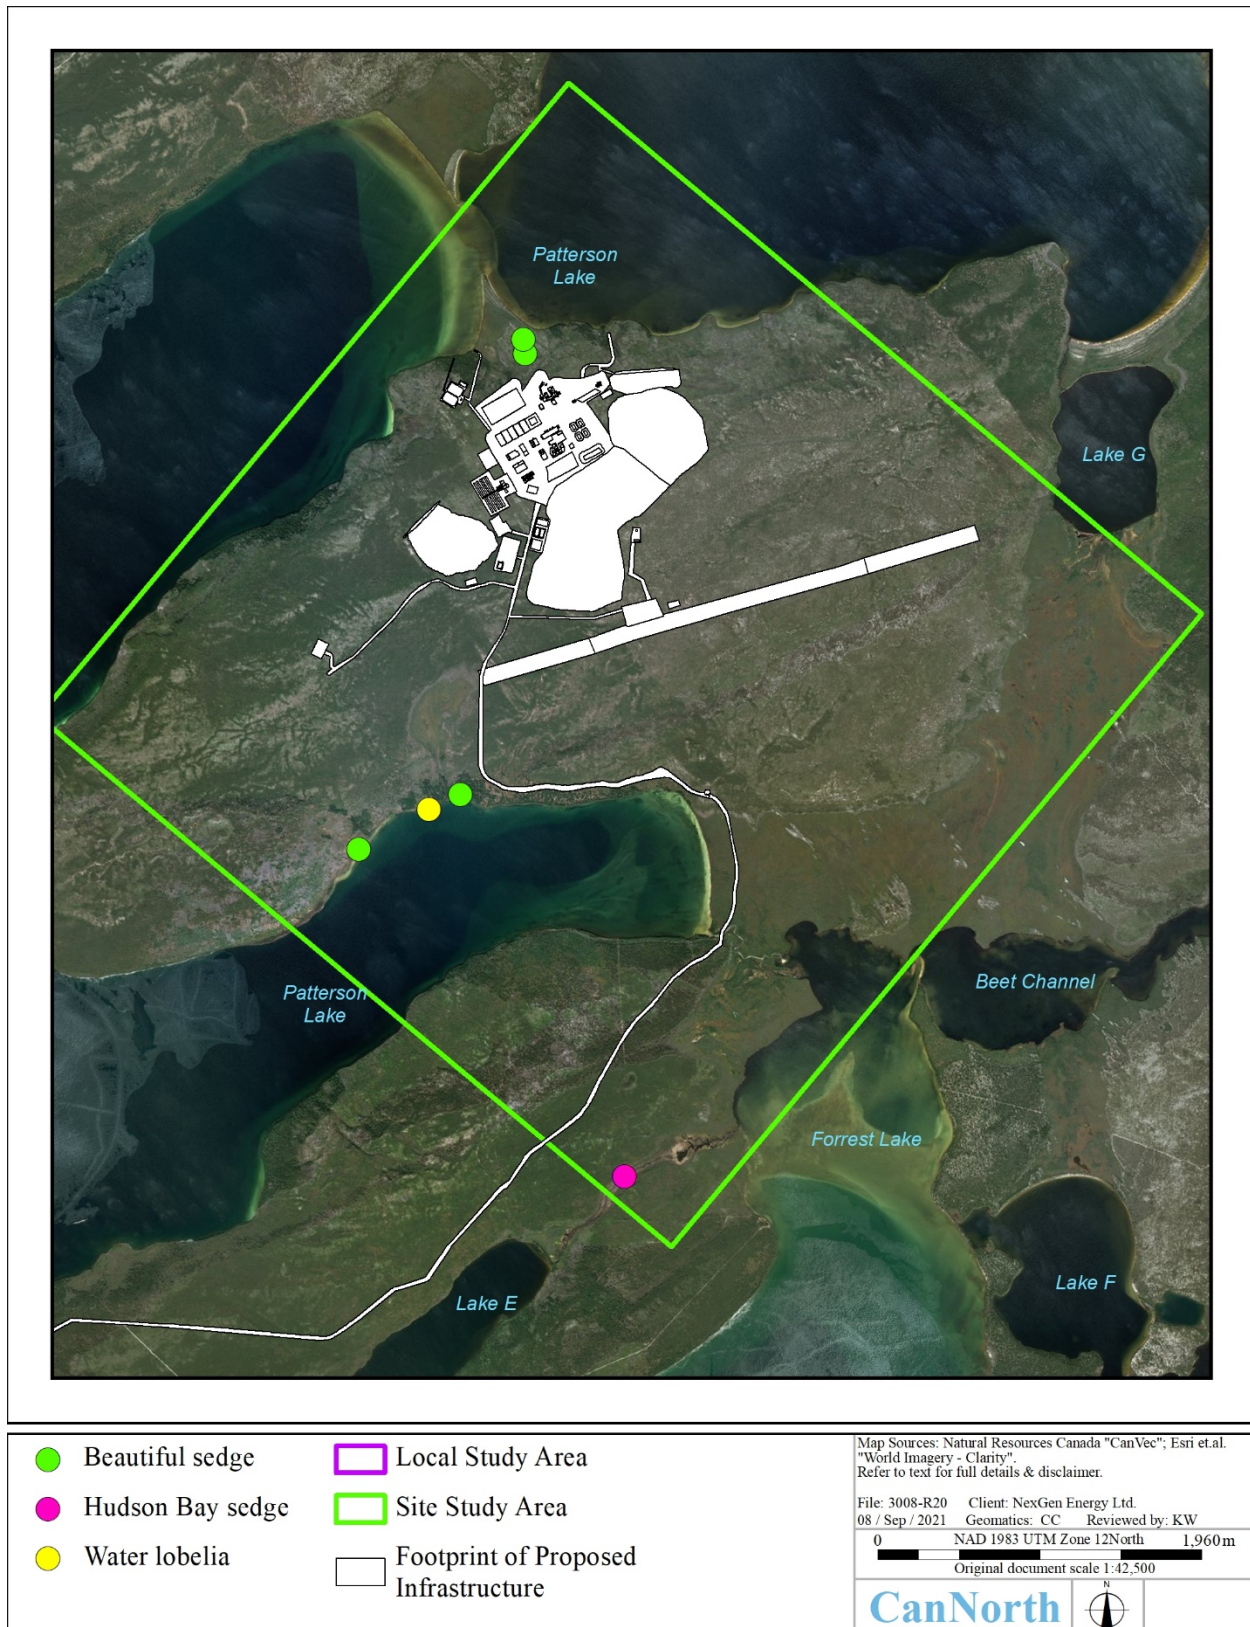 Patterson
Lake
Lake G
Patterson
Lake
Beet Channel
Forrest Lake
Lake E
Lake F
Beautiful sedge
Hudson Bay sedge
Water lobelia
Local Study Area
Site Study Area
Footprint of Proposed
Infrastructure
Map Sources: Natural Resources Canada "CanVec"; Esri et.al.
"World Imagery - Clarity".
Refer to text for full details & disclaimer.
File: 3008-R20 Client: NexGen Energy Ltd.
08 / Sep / 2021 Geomatics: CC Reviewed by: KW
0 NAD 1983 UTM Zone 12North 1,960m
Original document scale 1:42,500
CanNorth
N